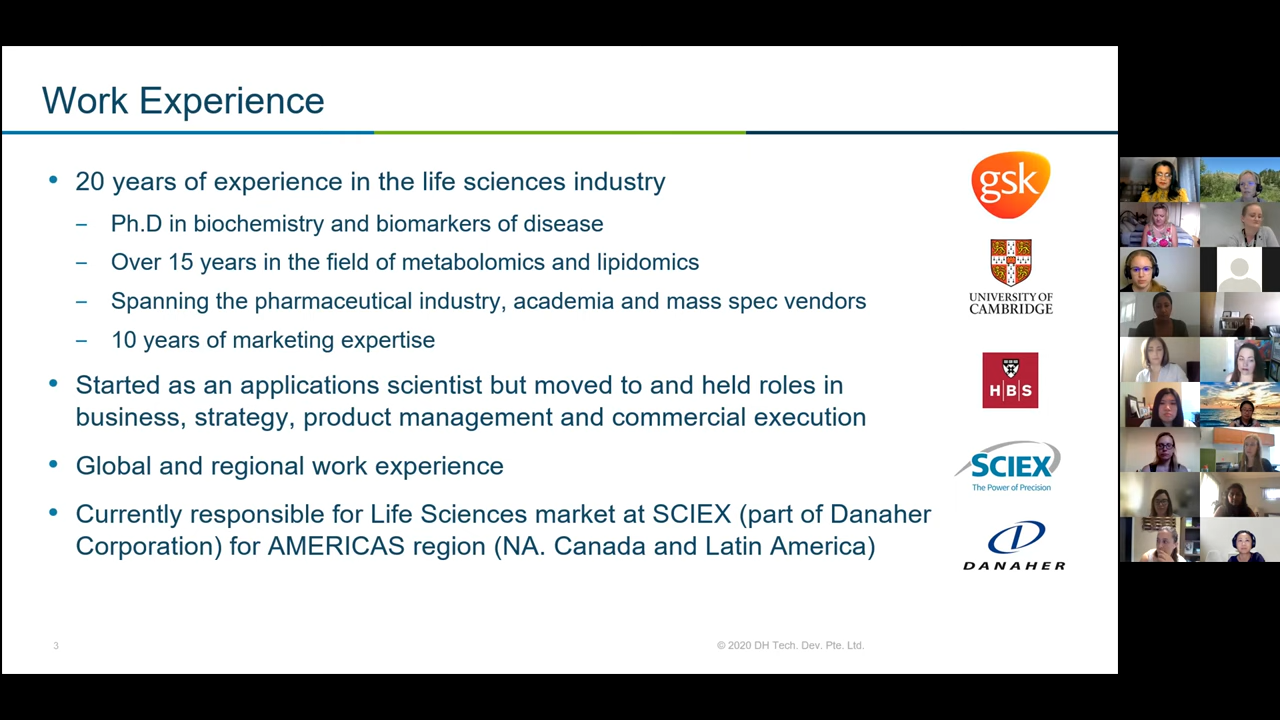 Work Experience
• 20 years of experience in the life sciences industry
– Ph.D in biochemistry and biomarkers of disease
– Over 15 years in the field of metabolomics and lipidomics
– Spanning the pharmaceutical industry, academia and mass spec vendors
– 10 years of marketing expertise
• Started as an applications scientist but moved to and held roles in
business, strategy, product management and commercial execution
• Global and regional work experience
• Currently responsible for Life Sciences market at SCIEX (part of Danaher
Corporation) for AMERICAS region (NA. Canada and Latin America)
gsk
UNIVERSITY OF
CAMBRIDGE
H|B|S
SCIEX
The Power of Precision
DANAHER
3
© 2020 DH Tech. Dev. Pte. Ltd.